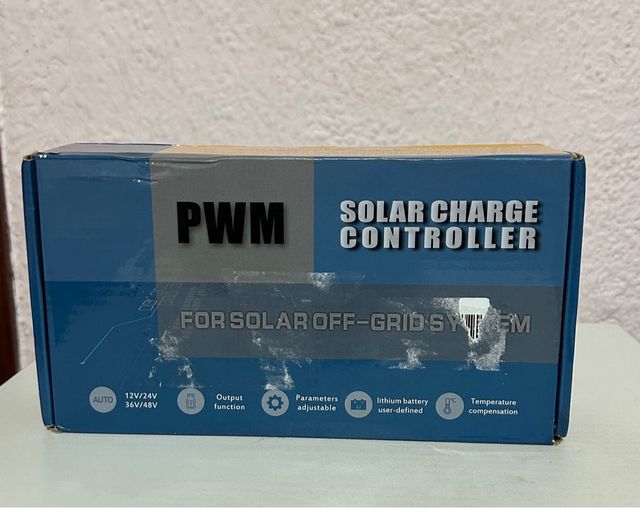 PWM
SOLAR CHARGE
CONTROLLER
FOR SOLAR OFF-GRID
AUTO
12V/24V
36V/48V
Output
function
Parameters
adjustable
lithium battery
user-defined
°C
Temperature
compensation